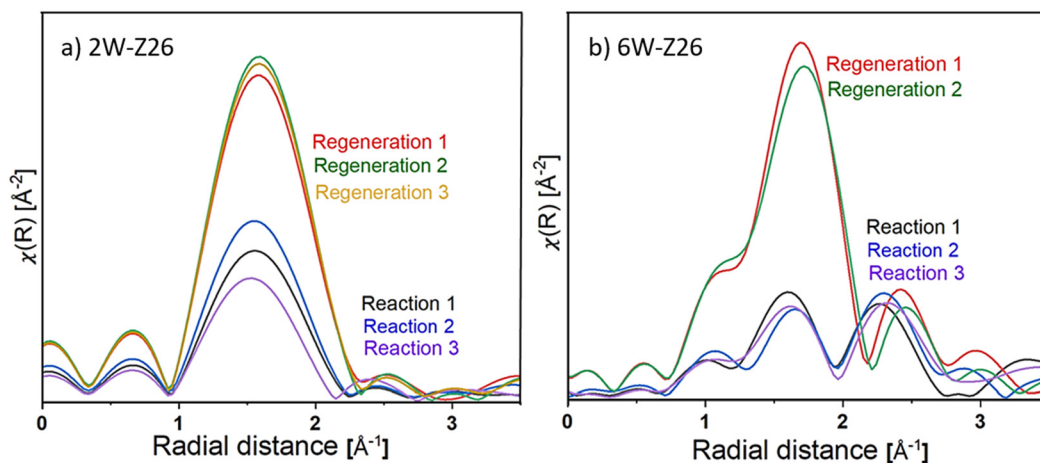 a) 2W-Z26
Regeneration 1
Regeneration 2
Regeneration 3
Reaction 1
Reaction 2
Reaction 3
χ(R) [Å⁻²]
0
1
2
3
Radial distance [Å⁻¹]
b) 6W-Z26
Regeneration 1
Regeneration 2
Reaction 1
Reaction 2
Reaction 3
χ(R) [Å⁻²]
0
1
2
3
Radial distance [Å⁻¹]